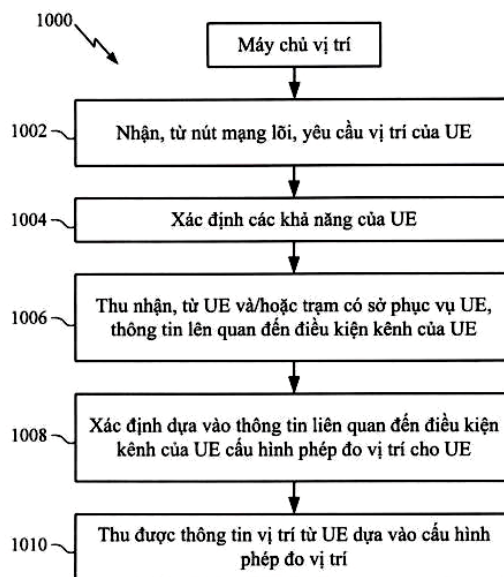 1000
Máy chủ vị trí
1002
Nhận, từ nút mạng lõi, yêu cầu vị trí của UE
1004
Xác định các khả năng của UE
1006
Thu nhận, từ UE và/hoặc trạm có sở phục vụ UE,
thông tin lên quan đến điều kiện kênh của UE
1008
Xác định dựa vào thông tin liên quan đến điều kiện
kênh của UE cấu hình phép đo vị trí cho UE
1010
Thu được thông tin vị trí từ UE dựa vào cấu hình
phép đo vị trí